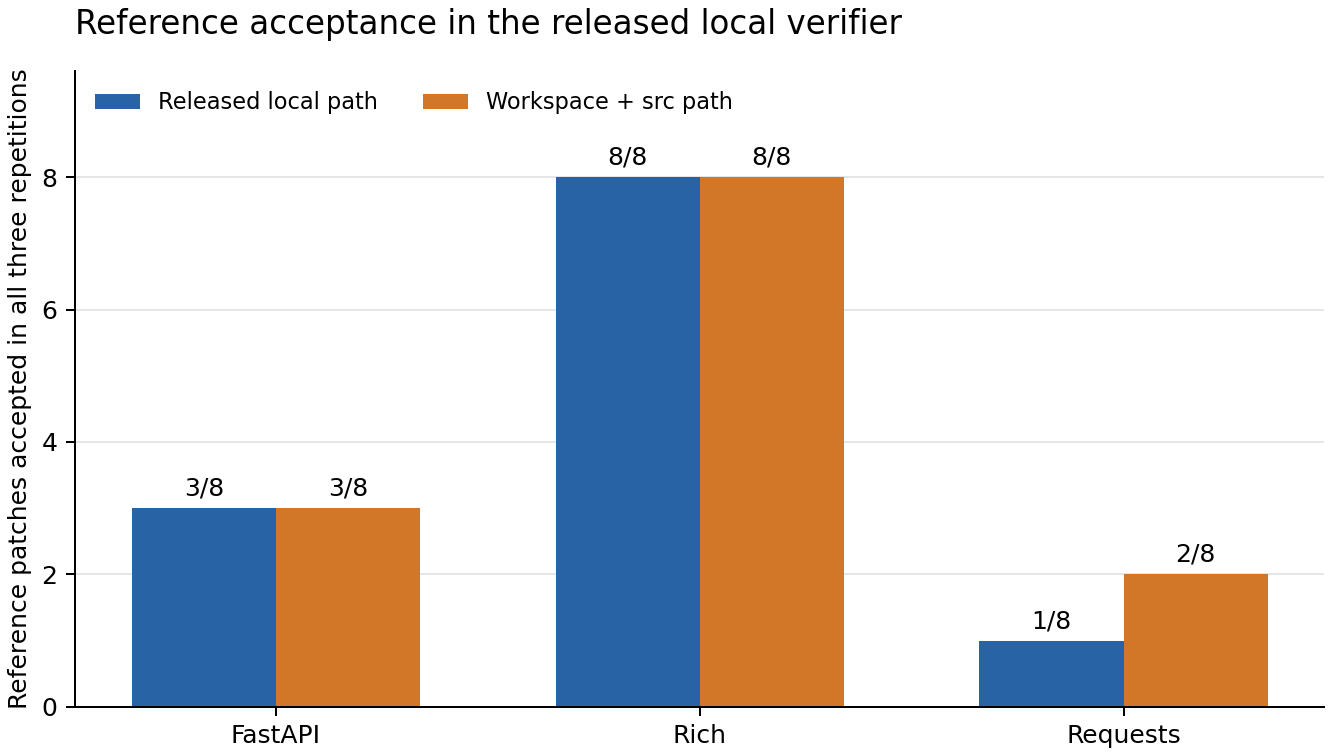 Reference acceptance in the released local verifier
Reference patches accepted in all three repetitions
Released local path
Workspace + src path
8
6
4
2
0
3/8
3/8
8/8
8/8
1/8
2/8
FastAPI
Rich
Requests